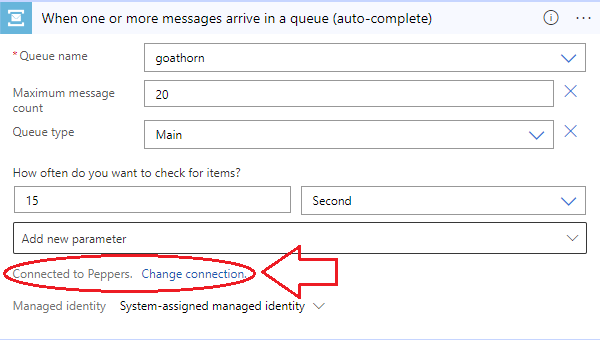 When one or more messages arrive in a queue (auto-complete)
*Queue name
goathorn
Maximum message
count
20
Queue type
Main
How often do you want to check for items?
15
Second
Add new parameter
Connected to Peppers. Change connection.
Managed identity System-assigned managed identity